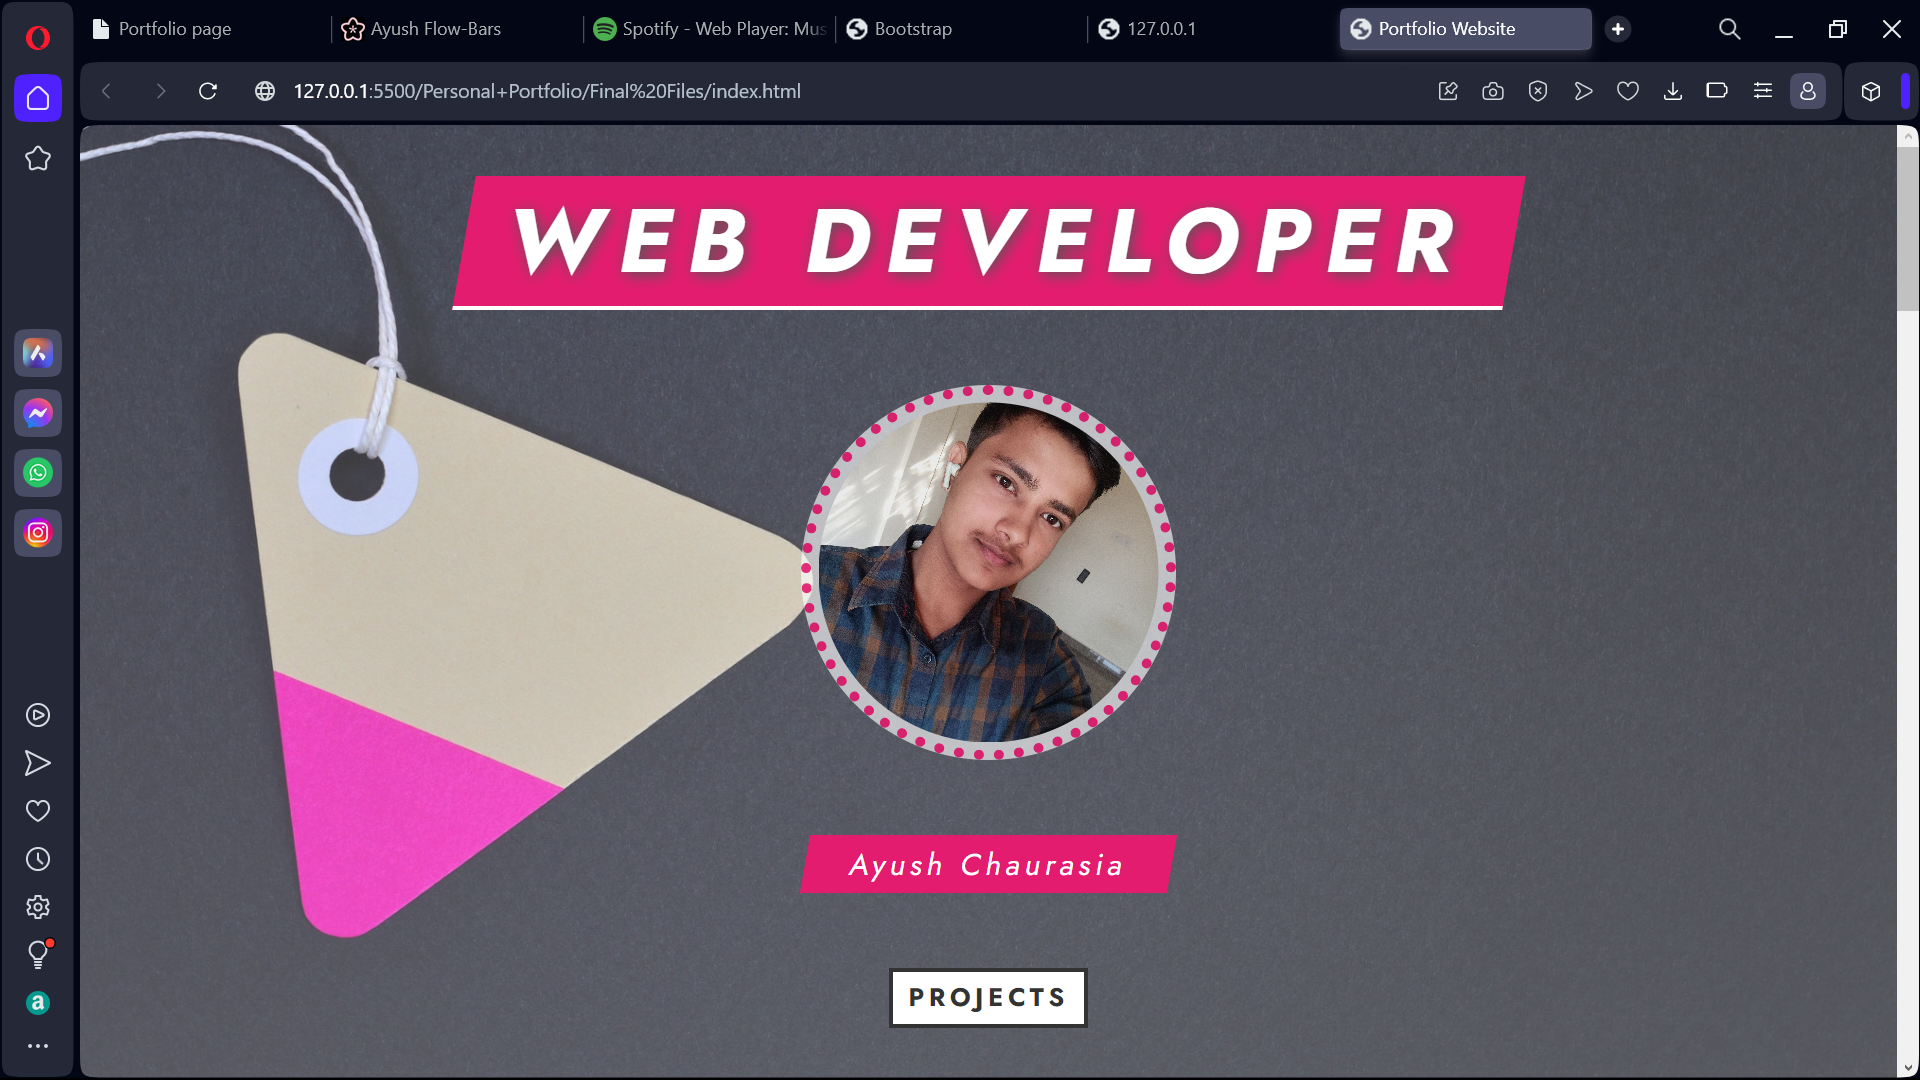 Portfolio page
Ayush Flow-Bars
Spotify - Web Player: Mus
Bootstrap
127.0.0.1
Portfolio Website
127.0.0.1:5500/Personal+Portfolio/Final%20Files/index.html
WEB DEVELOPER
Ayush Chaurasia
PROJECTS